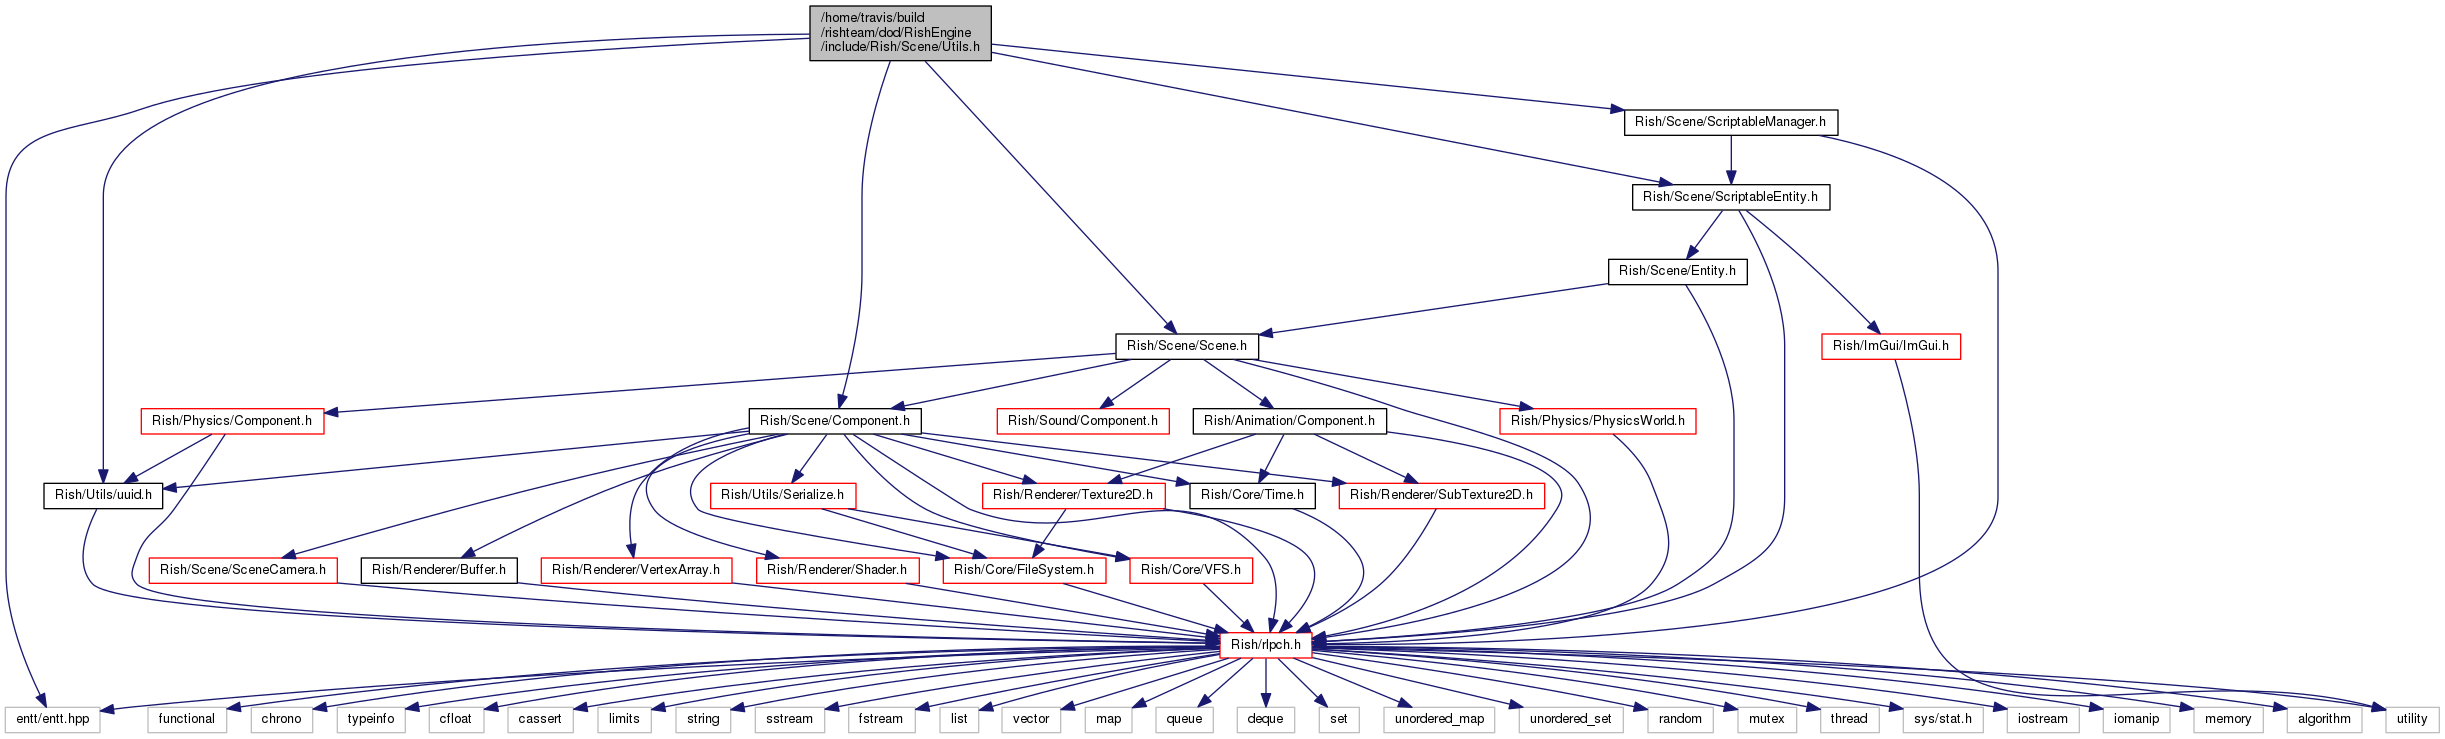 /home/travis/build
/rishteam/dod/RishEngine
/include/Rish/Scene/Utils.h
Rish/Scene/ScriptableManager.h
Rish/Scene/ScriptableEntity.h
Rish/Scene/Entity.h
Rish/Scene/Scene.h
Rish/ImGui/ImGui.h
Rish/Physics/Component.h
Rish/Scene/Component.h
Rish/Sound/Component.h
Rish/Animation/Component.h
Rish/Physics/PhysicsWorld.h
Rish/Utils/uuid.h
Rish/Utils/Serialize.h
Rish/Renderer/Texture2D.h
Rish/Core/Time.h
Rish/Renderer/SubTexture2D.h
Rish/Scene/SceneCamera.h
Rish/Renderer/Buffer.h
Rish/Renderer/VertexArray.h
Rish/Renderer/Shader.h
Rish/Core/FileSystem.h
Rish/Core/VFS.h
Rish/rlpch.h
entt/entt.hpp
functional
chrono
typeinfo
cfloat
cassert
limits
string
sstream
fstream
list
vector
map
queue
deque
set
unordered_map
unordered_set
random
mutex
thread
sys/stat.h
iostream
iomanip
memory
algorithm
utility